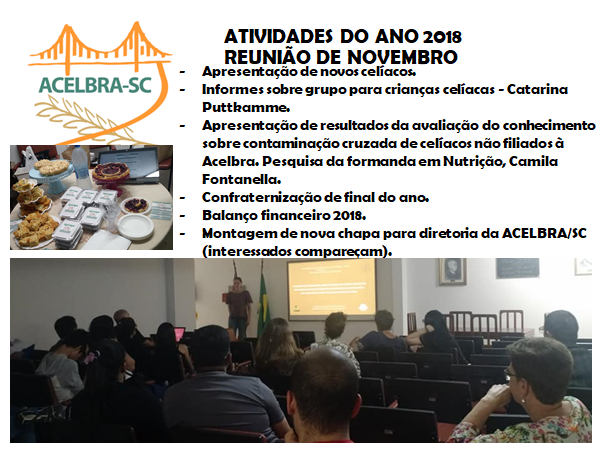 ACELBRA-SC
ATIVIDADES DO ANO 2018
REUNIÃO DE NOVEMBRO
- Apresentação de novos celíacos.
- Informes sobre grupo para crianças celíacas - Catarina
Puttkamme.
- Apresentação de resultados da avaliação do conhecimento
sobre contaminação cruzada de celíacos não filiados à
Acelbra. Pesquisa da formanda em Nutrição, Camila
Fontanella.
- Confraternização de final do ano.
- Balanço financeiro 2018.
- Montagem de nova chapa para diretoria da ACELBRA/SC
(interessados compareçam).